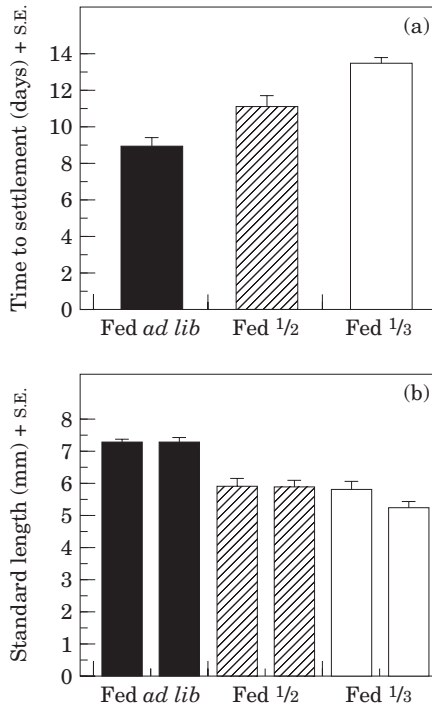 (a)
Time to settlement (days) + S.E.
14
12
10
8
6
4
2
0
Fed ad lib Fed 1/2 Fed 1/3
(b)
Standard length (mm) + S.E.
8
7
6
5
4
3
2
1
0
Fed ad lib Fed 1/2 Fed 1/3